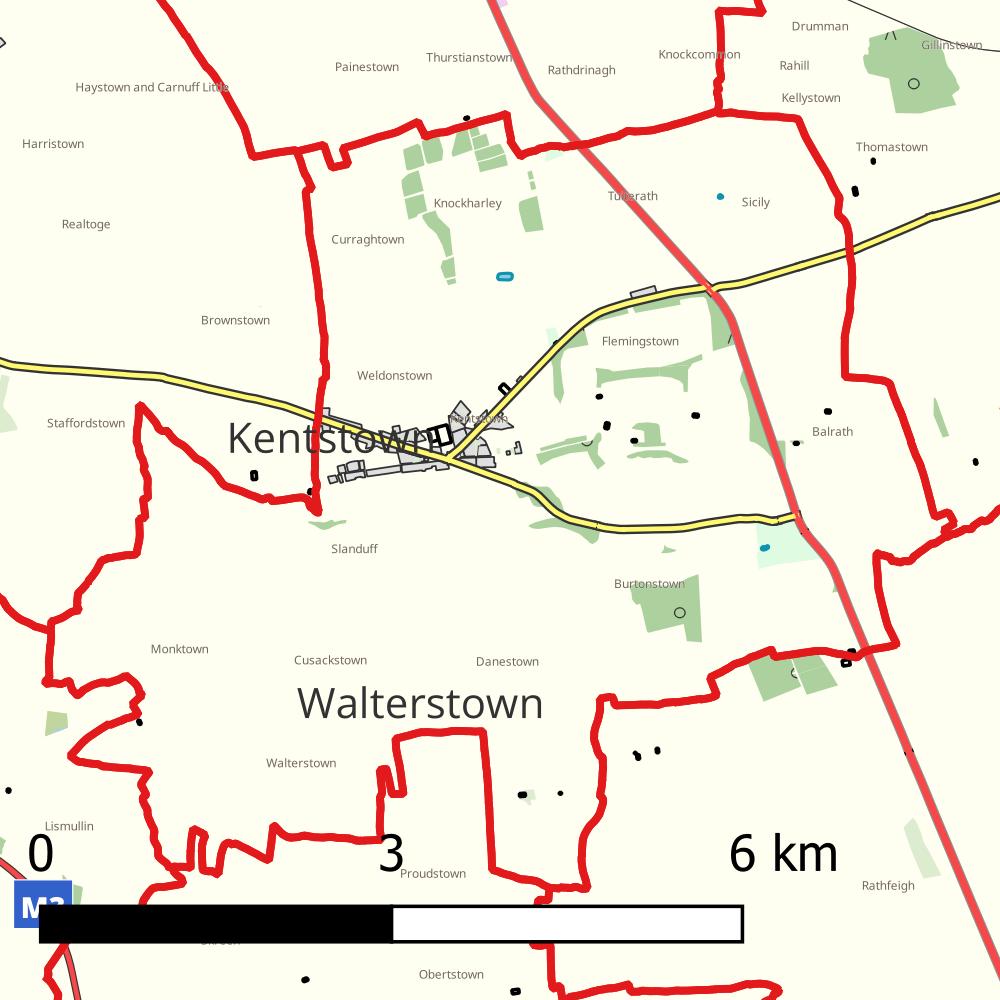 Drumman
Gillinstown
Knockcommon
Thurstianstown
Painestown
Rathdrinagh
Rahill
Haystown and Carnuff Little
Kellystown
Harristown
Thomastown
Tuiterath
Sicily
Knockharley
Realtoge
Curraghtown
Brownstown
Flemingstown
Weldonstown
Staffordstown
Kentstown
Kentstown
Balrath
Slanduff
Burtonstown
Monktown
Cusackstown
Danestown
Walterstown
Walterstown
Lismullin
0 3 6 km
Proudstown
Rathfeigh
Obertstown